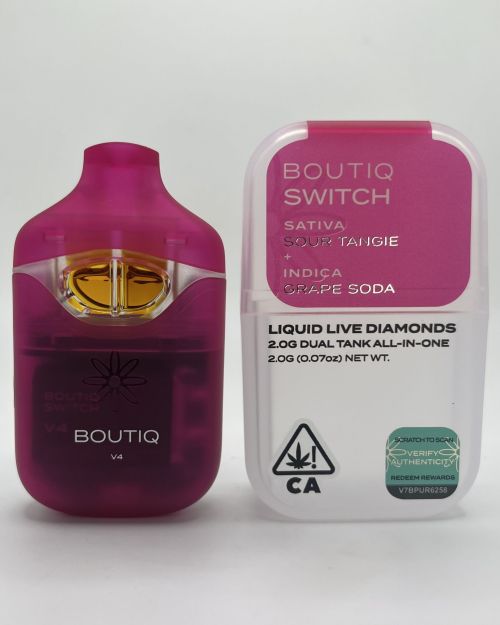 BOUTIQ
SWITCH
V4
BOUTIQ
V4
BOUTIQ
SWITCH
SATIVA
SOUR TANGIE
+
INDICA
GRAPE SODA
LIQUID LIVE DIAMONDS
2.0G DUAL TANK ALL-IN-ONE
2.0G (0.07oz) NET WT.
!
CA
SCRATCH TO SCAN
VERIFY
AUTHENTICITY
REDEEM REWARDS
V7BPUR6258